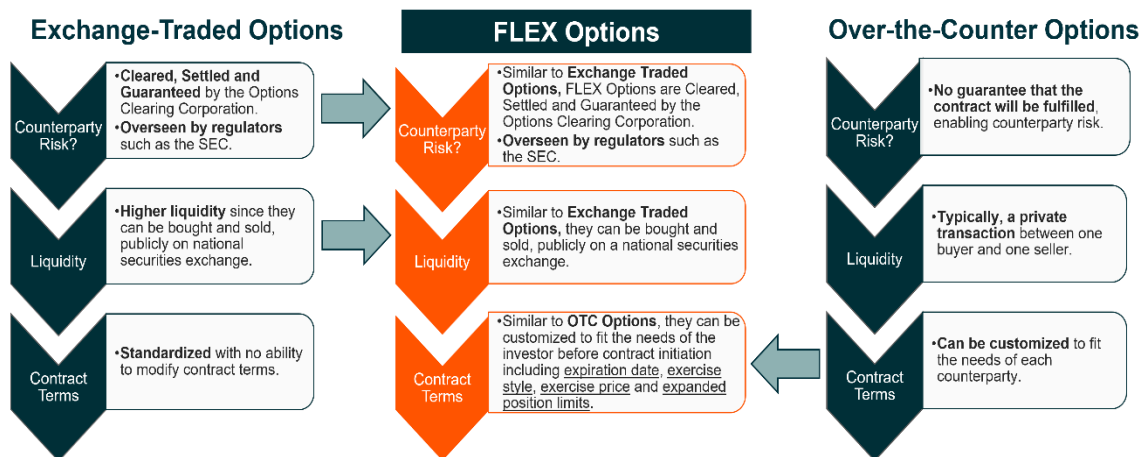 Exchange-Traded Options
Counterparty
Risk?
•Cleared, Settled and
Guaranteed by the Options
Clearing Corporation.
•Overseen by regulators
such as the SEC.
Liquidity
•Higher liquidity since they
can be bought and sold,
publicly on national
securities exchange.
Contract
Terms
•Standardized with no ability
to modify contract terms.
FLEX Options
Counterparty
Risk?
•Similar to Exchange Traded
Options, FLEX Options are Cleared,
Settled and Guaranteed by the
Options Clearing Corporation.
•Overseen by regulators such as
the SEC.
Liquidity
•Similar to Exchange Traded
Options, they can be bought and
sold, publicly on a national securities
exchange.
Contract
Terms
•Similar to OTC Options, they can be
customized to fit the needs of the
investor before contract initiation
including expiration date, exercise
style, exercise price and expanded
position limits.
Over-the-Counter Options
Counterparty
Risk?
•No guarantee that the
contract will be fulfilled,
enabling counterparty risk.
Liquidity
•Typically, a private
transaction between one
buyer and one seller.
Contract
Terms
•Can be customized to fit
the needs of each
counterparty.